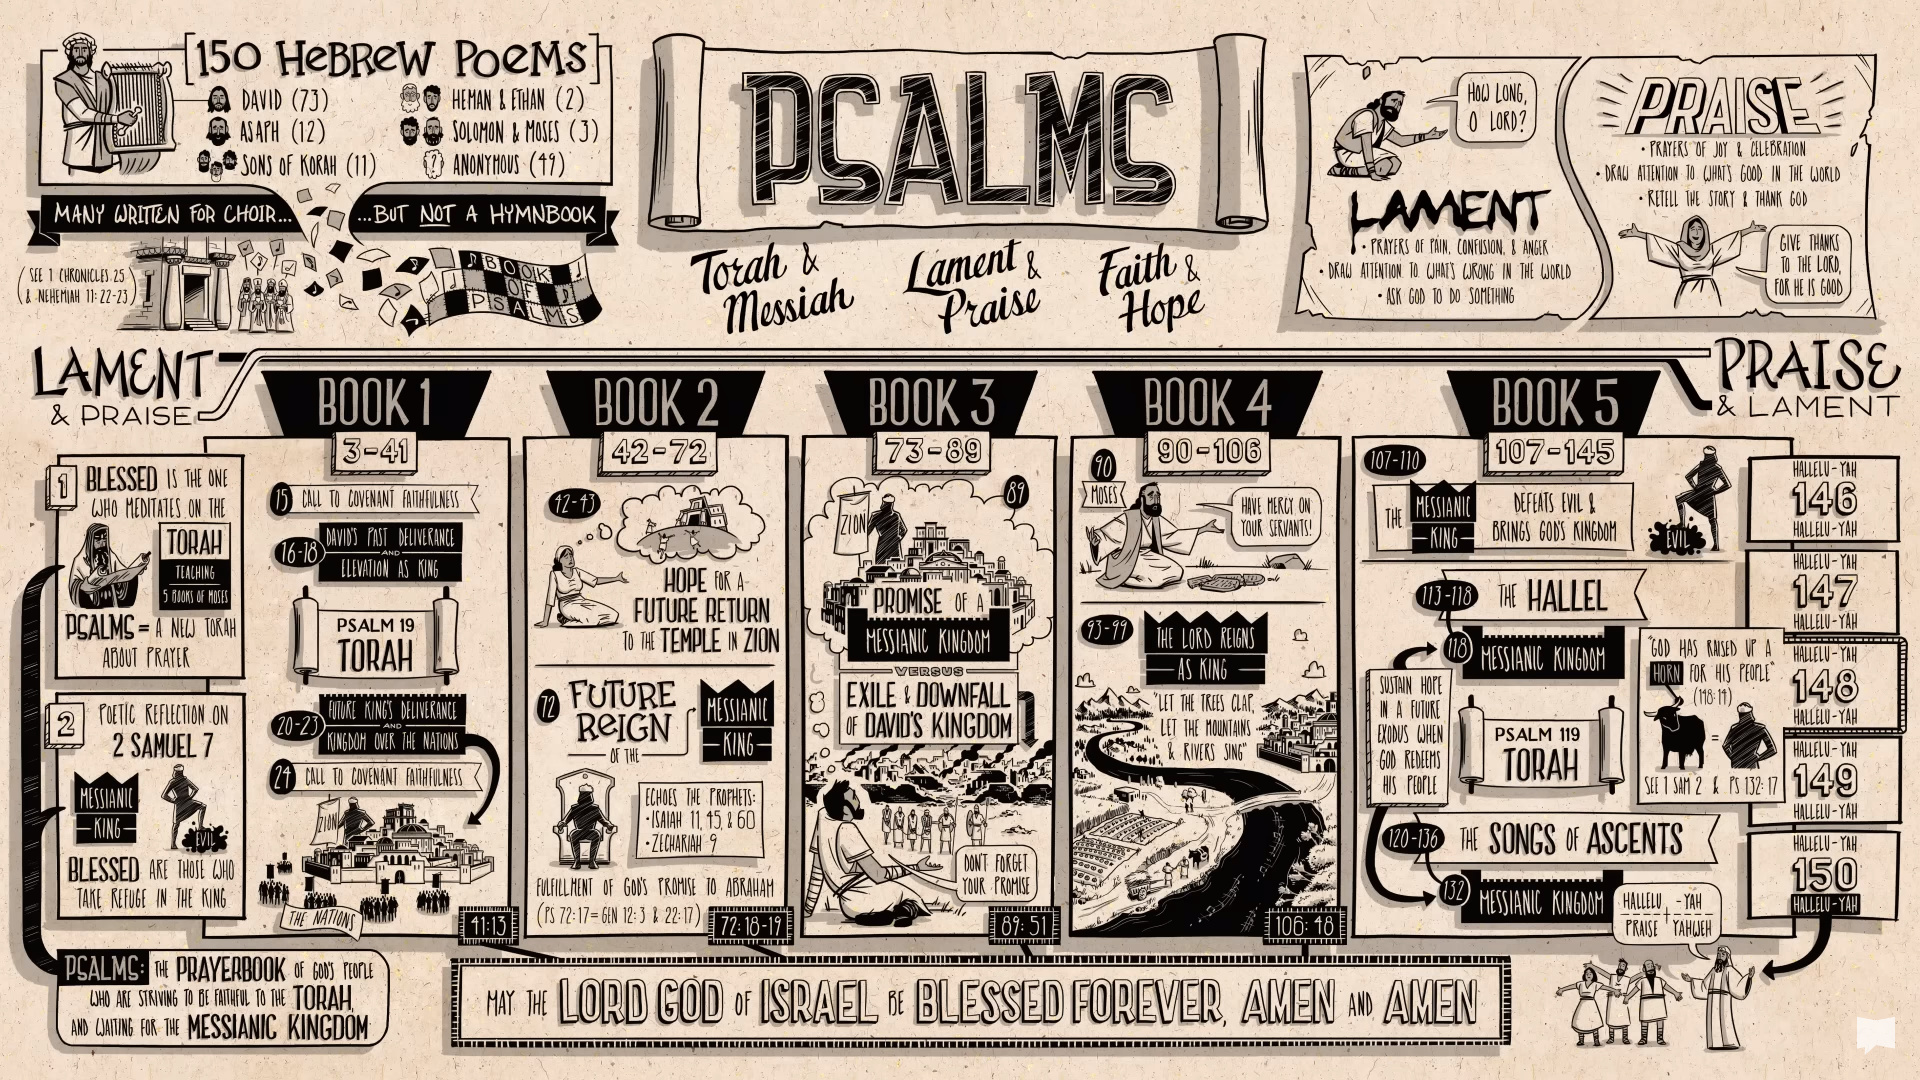 [150 HEBREW POEMS]
DAVID (73)
ASAPH (12)
SONS OF KORAH (11)
HEMAN & ETHAN (2)
SOLOMON & MOSES (3)
?
ANONYMOUS (49)
MANY WRITTEN FOR CHOIR...
...BUT NOT A HYMNBOOK
(SEE 1 CHRONICLES 25
& NEHEMIAH 11: 22-23)
BOOK
OF
PSALMS
PSALMS
Torah &
Messiah
Lament &
Praise
Faith &
Hope
HOW LONG,
O LORD?
LAMENT
• PRAYERS OF PAIN, CONFUSION, & ANGER
• DRAW ATTENTION TO WHAT'S WRONG IN THE WORLD
• ASK GOD TO DO SOMETHING
PRAISE
• PRAYERS OF JOY & CELEBRATION
• DRAW ATTENTION TO WHAT'S GOOD IN THE WORLD
• RETELL THE STORY & THANK GOD
GIVE THANKS
TO THE LORD,
FOR HE IS GOOD
LAMENT
& PRAISE
PRAISE
& LAMENT
1
BLESSED IS THE ONE
WHO MEDITATES ON THE
TORAH
TEACHING
5 BOOKS OF MOSES
PSALMS = A NEW TORAH
ABOUT PRAYER
2
POETIC REFLECTION ON
2 SAMUEL 7
MESSIANIC
KING
EVIL
BLESSED ARE THOSE WHO
TAKE REFUGE IN THE KING
PSALMS: THE PRAYERBOOK OF GOD'S PEOPLE
WHO ARE STRIVING TO BE FAITHFUL TO THE TORAH,
AND WAITING FOR THE MESSIANIC KINGDOM
BOOK 1
3-41
15 CALL TO COVENANT FAITHFULNESS
16-18
DAVID'S PAST DELIVERANCE
AND
ELEVATION AS KING
PSALM 19
TORAH
20-23
FUTURE KING'S DELIVERANCE
AND
KINGDOM OVER THE NATIONS
24 CALL TO COVENANT FAITHFULNESS
ZION
THE NATIONS
41:13
BOOK 2
42-72
42-43
HOPE FOR A
FUTURE RETURN
TO THE TEMPLE IN ZION
72
FUTURE
REIGN
OF THE
MESSIANIC
KING
ECHOES THE PROPHETS:
• ISAIAH 11, 45, & 60
• ZECHARIAH 9
FULFILLMENT OF GOD'S PROMISE TO ABRAHAM
(PS 72:17 = GEN 12:3 & 22:17)
72:18-19
BOOK 3
73-89
89
ZION
PROMISE OF A
MESSIANIC KINGDOM
VERSUS
EXILE & DOWNFALL
OF DAVID'S KINGDOM
DON'T FORGET
YOUR PROMISE
89:51
BOOK 4
90-106
90
MOSES
HAVE MERCY ON
YOUR SERVANTS!
93-99
THE LORD REIGNS
AS KING
"LET THE TREES CLAP,
LET THE MOUNTAINS
& RIVERS SING"
106:48
BOOK 5
107-145
107-110
THE MESSIANIC
KING
DEFEATS EVIL &
BRINGS GOD'S KINGDOM
EVIL
113-118
THE HALLEL
118 MESSIANIC KINGDOM
SUSTAIN HOPE
IN A FUTURE
EXODUS WHEN
GOD REDEEMS
HIS PEOPLE
PSALM 119
TORAH
"GOD HAS RAISED UP A
HORN FOR HIS PEOPLE"
(148:14)
=
SEE 1 SAM 2 & PS 132:17
120-136
THE SONGS OF ASCENTS
132 MESSIANIC KINGDOM
HALLELU + -YAH
PRAISE YAHWEH
HALLELU-YAH
146
HALLELU-YAH
HALLELU-YAH
147
HALLELU-YAH
HALLELU-YAH
148
HALLELU-YAH
HALLELU-YAH
149
HALLELU-YAH
HALLELU-YAH
150
HALLELU-YAH
MAY THE LORD GOD OF ISRAEL BE BLESSED FOREVER, AMEN AND AMEN